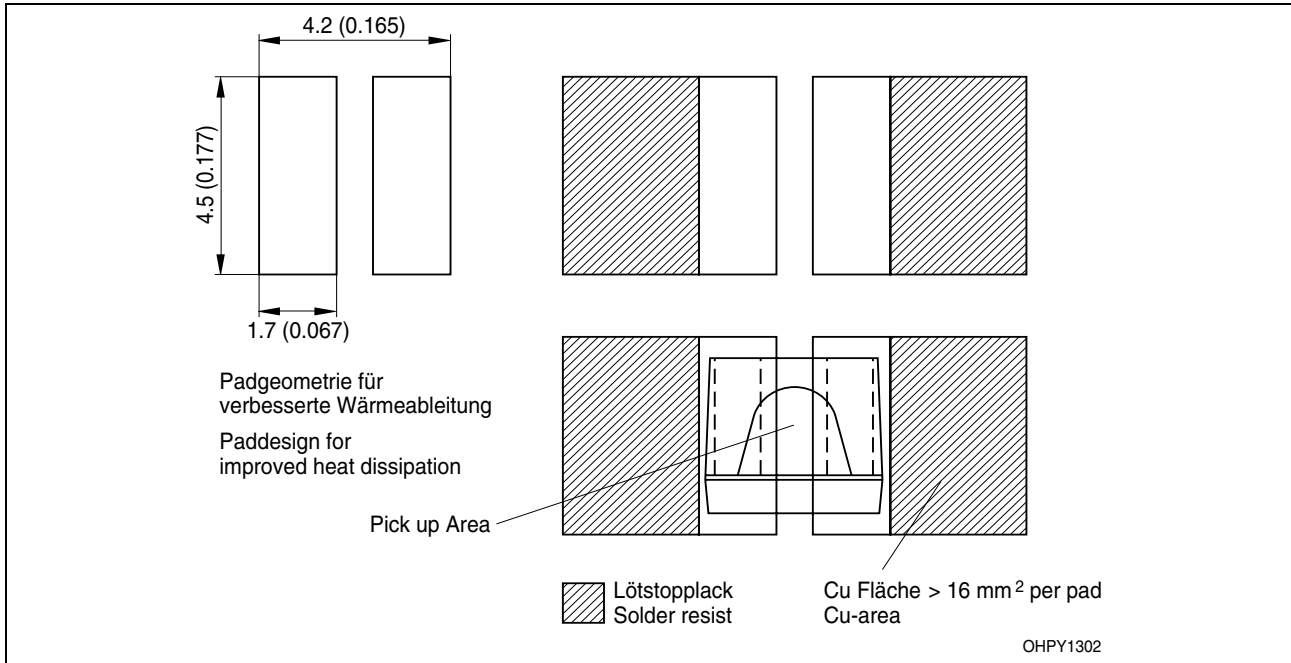 4.2 (0.165)
4.5 (0.177)
1.7 (0.067)
Padgeometrie für
verbesserte Wärmeableitung
Paddesign for
improved heat dissipation
Pick up Area
Lötstopplack
Solder resist
Cu Fläche > 16 mm² per pad
Cu-area
OHPY1302